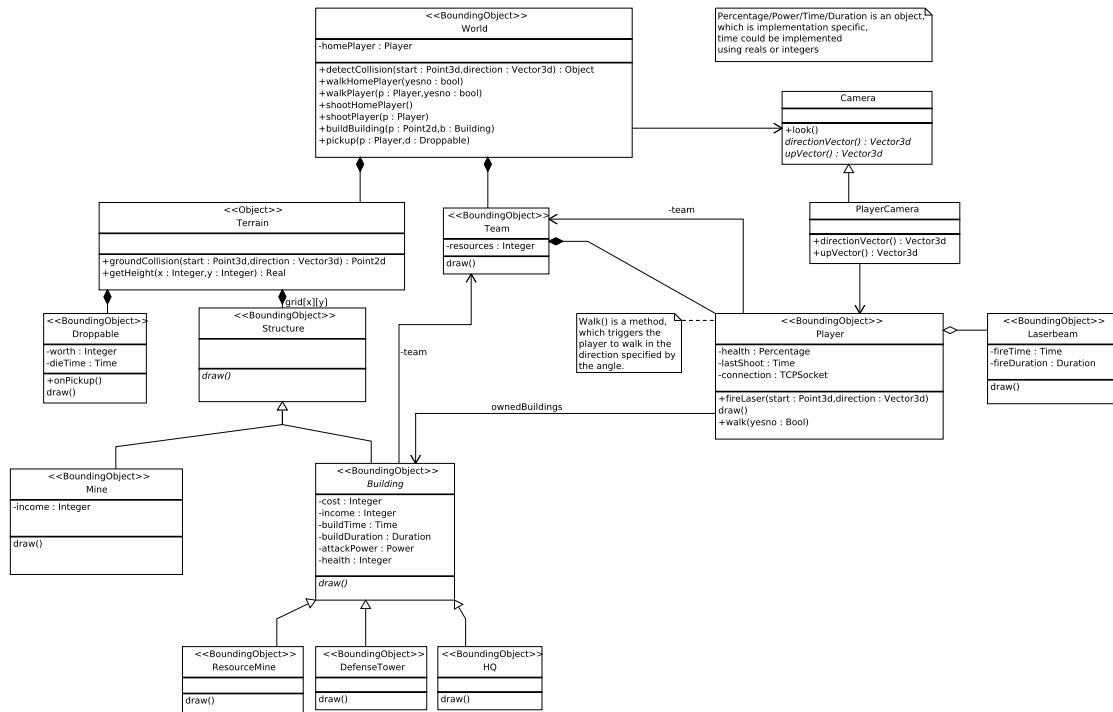 <<BoundingObject>>
World
-homePlayer : Player
+detectCollision(start : Point3d,direction : Vector3d) : Object
+walkHomePlayer(yesno : bool)
+walkPlayer(p : Player,yesno : bool)
+shootHomePlayer()
+shootPlayer(p : Player)
+buildBuilding(p : Point2d,b : Building)
+pickup(p : Player,d : Droppable)
Percentage/Power/Time/Duration is an object,
which is implementation specific,
time could be implemented
using reals or integers
Camera
+look()
directionVector() : Vector3d
upVector() : Vector3d
<<Object>>
Terrain
+groundCollision(start : Point3d,direction : Vector3d) : Point2d
+getHeight(x : Integer,y : Integer) : Real
<<BoundingObject>>
Team
-resources : Integer
draw()
-team
PlayerCamera
+directionVector() : Vector3d
+upVector() : Vector3d
grid[x][y]
<<BoundingObject>>
Droppable
-worth : Integer
-dieTime : Time
+onPickup()
draw()
<<BoundingObject>>
Structure
draw()
-team
Walk() is a method,
which triggers the
player to walk in the
direction specified by
the angle.
<<BoundingObject>>
Player
-health : Percentage
-lastShoot : Time
-connection : TCPSocket
+fireLaser(start : Point3d,direction : Vector3d)
draw()
+walk(yesno : Bool)
<<BoundingObject>>
Laserbeam
-fireTime : Time
-fireDuration : Duration
draw()
ownedBuildings
<<BoundingObject>>
Mine
-income : Integer
draw()
<<BoundingObject>>
Building
-cost : Integer
-income : Integer
-buildTime : Time
-buildDuration : Duration
-attackPower : Power
-health : Integer
draw()
<<BoundingObject>>
ResourceMine
draw()
<<BoundingObject>>
DefenseTower
draw()
<<BoundingObject>>
HQ
draw()